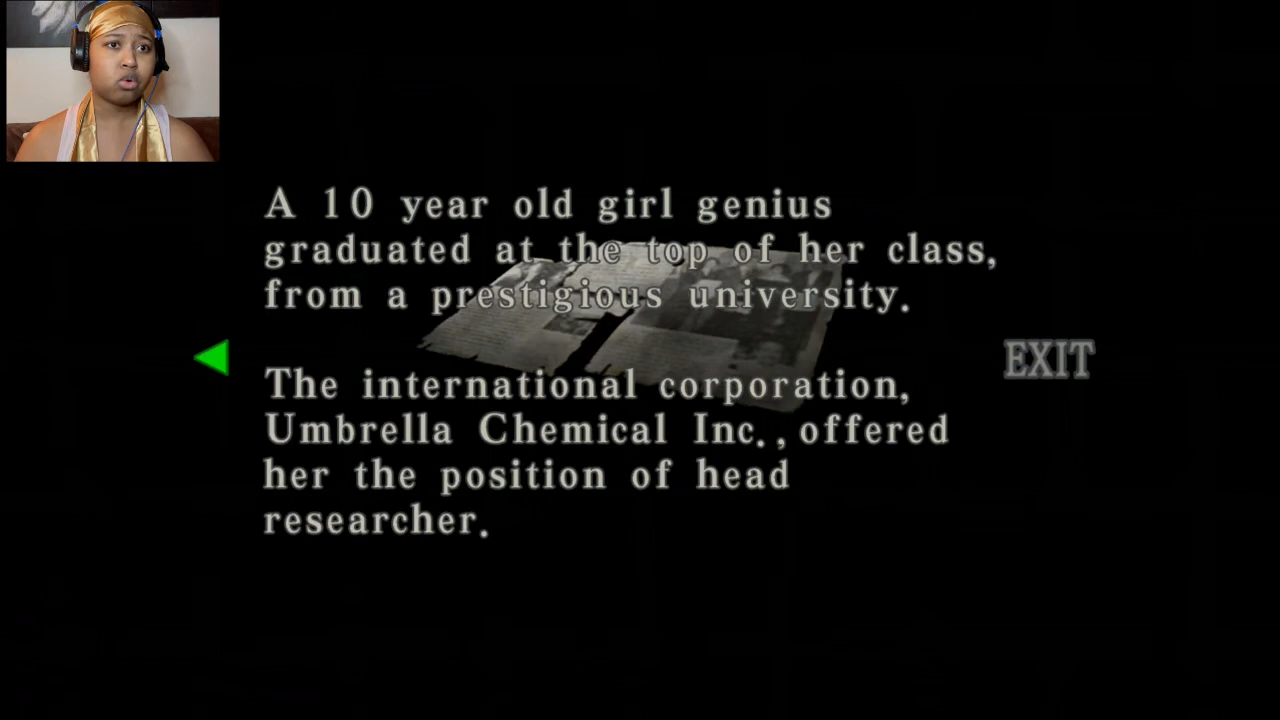 A 10 year old girl genius
graduated at the top of her class,
from a prestigious university.
The international corporation,
Umbrella Chemical Inc., offered
her the position of head
researcher.
EXIT